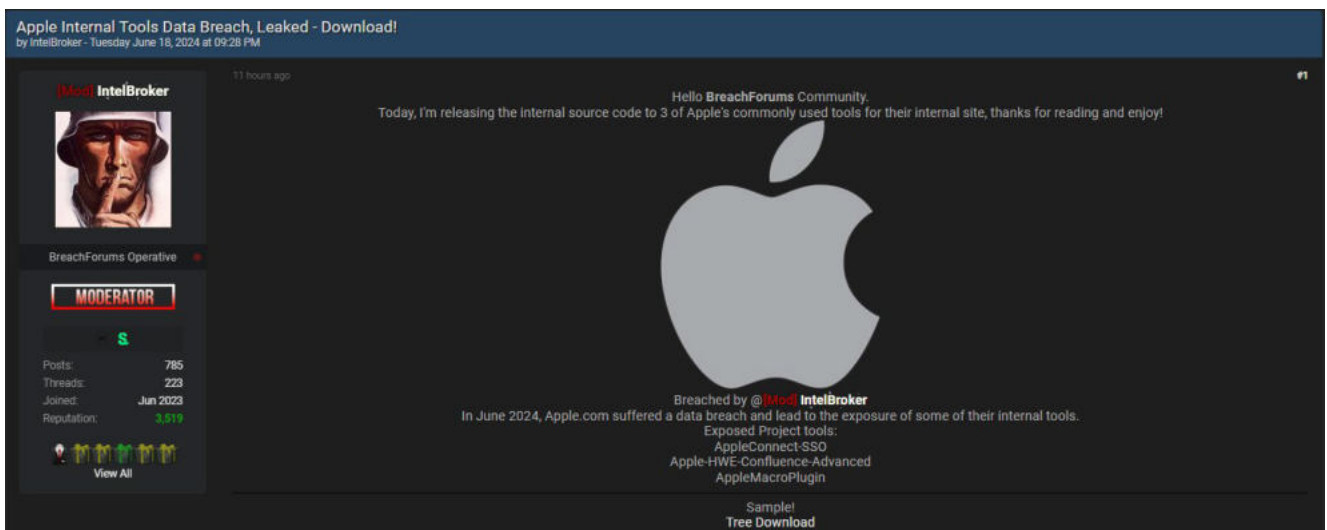 Apple Internal Tools Data Breach, Leaked - Download!
by IntelBroker - Tuesday June 18, 2024 at 09:28 PM
[Mod] IntelBroker
BreachForums Operative
MODERATOR
S
Posts: 785
Threads: 223
Joined: Jun 2023
Reputation: 3,519
View All
11 hours ago
#1
Hello BreachForums Community.
Today, I'm releasing the internal source code to 3 of Apple's commonly used tools for their internal site, thanks for reading and enjoy!
Breached by @[Mod] IntelBroker
In June 2024, Apple.com suffered a data breach and lead to the exposure of some of their internal tools.
Exposed Project tools:
AppleConnect-SSO
Apple-HWE-Confluence-Advanced
AppleMacroPlugin
Sample!
Tree Download